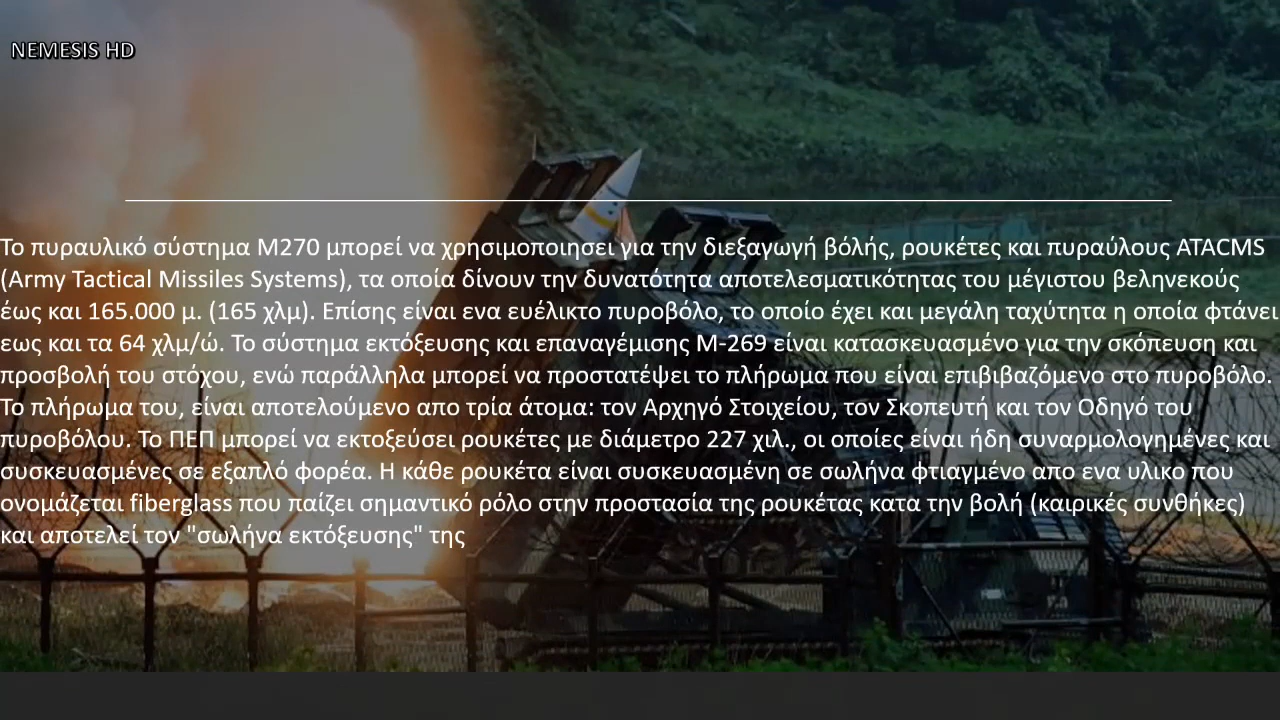 NEMESIS HD
Το πυραυλικό σύστημα M270 μπορεί να χρησιμοποιησει για την διεξαγωγή βόλής, ρουκέτες και πυραύλους ATACMS
(Army Tactical Missiles Systems), τα οποία δίνουν την δυνατότητα αποτελεσματικότητας του μέγιστου βεληνεκούς
έως και 165.000 μ. (165 χλμ). Επίσης είναι ενα ευέλικτο πυροβόλο, το οποίο έχει και μεγάλη ταχύτητα η οποία φτάνει
εως και τα 64 χλμ/ώ. Το σύστημα εκτόξευσης και επαναγέμισης M-269 είναι κατασκευασμένο για την σκόπευση και
προσβολή του στόχου, ενώ παράλληλα μπορεί να προστατέψει το πλήρωμα που είναι επιβιβαζόμενο στο πυροβόλο.
Το πλήρωμα του, είναι αποτελούμενο απο τρία άτομα: τον Αρχηγό Στοιχείου, τον Σκοπευτή και τον Οδηγό του
πυροβόλου. Το ΠΕΠ μπορεί να εκτοξεύσει ρουκέτες με διάμετρο 227 χιλ., οι οποίες είναι ήδη συναρμολογημένες και
συσκευασμένες σε εξαπλό φορέα. Η κάθε ρουκέτα είναι συσκευασμένη σε σωλήνα φτιαγμένο απο ενα υλικο που
ονομάζεται fiberglass που παίζει σημαντικό ρόλο στην προστασία της ρουκέτας κατα την βολή (καιρικές συνθήκες)
και αποτελεί τον "σωλήνα εκτόξευσης" της